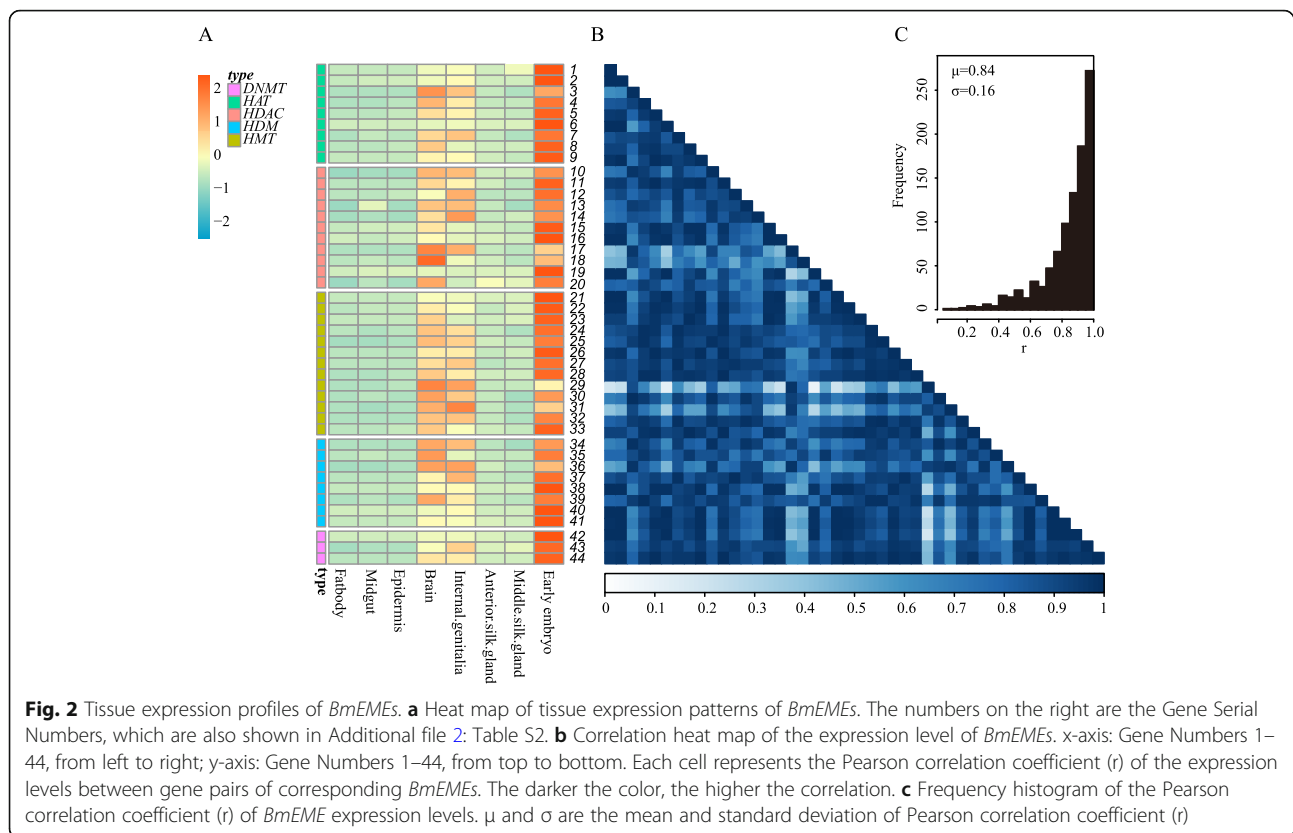 A
B
C
type
DNMT
HAT
HDAC
HDM
HMT
2
1
0
−1
−2
1
2
3
4
5
6
7
8
9
10
11
12
13
14
15
16
17
18
19
20
21
22
23
24
25
26
27
28
29
30
31
32
33
34
35
36
37
38
39
40
41
42
43
44
type
Fatbody
Midgut
Epidermis
Brain
Internal.genitalia
Anterior.silk.gland
Middle.silk.gland
Early embryo
0 0.1 0.2 0.3 0.4 0.5 0.6 0.7 0.8 0.9 1
μ=0.84
σ=0.16
Frequency
250
200
150
100
50
0
0.2 0.4 0.6 0.8 1.0
r
Fig. 2 Tissue expression profiles of BmEMEs. a Heat map of tissue expression patterns of BmEMEs. The numbers on the right are the Gene Serial
Numbers, which are also shown in Additional file 2: Table S2. b Correlation heat map of the expression level of BmEMEs. x-axis: Gene Numbers 1–
44, from left to right; y-axis: Gene Numbers 1–44, from top to bottom. Each cell represents the Pearson correlation coefficient (r) of the expression
levels between gene pairs of corresponding BmEMEs. The darker the color, the higher the correlation. c Frequency histogram of the Pearson
correlation coefficient (r) of BmEME expression levels. μ and σ are the mean and standard deviation of Pearson correlation coefficient (r)